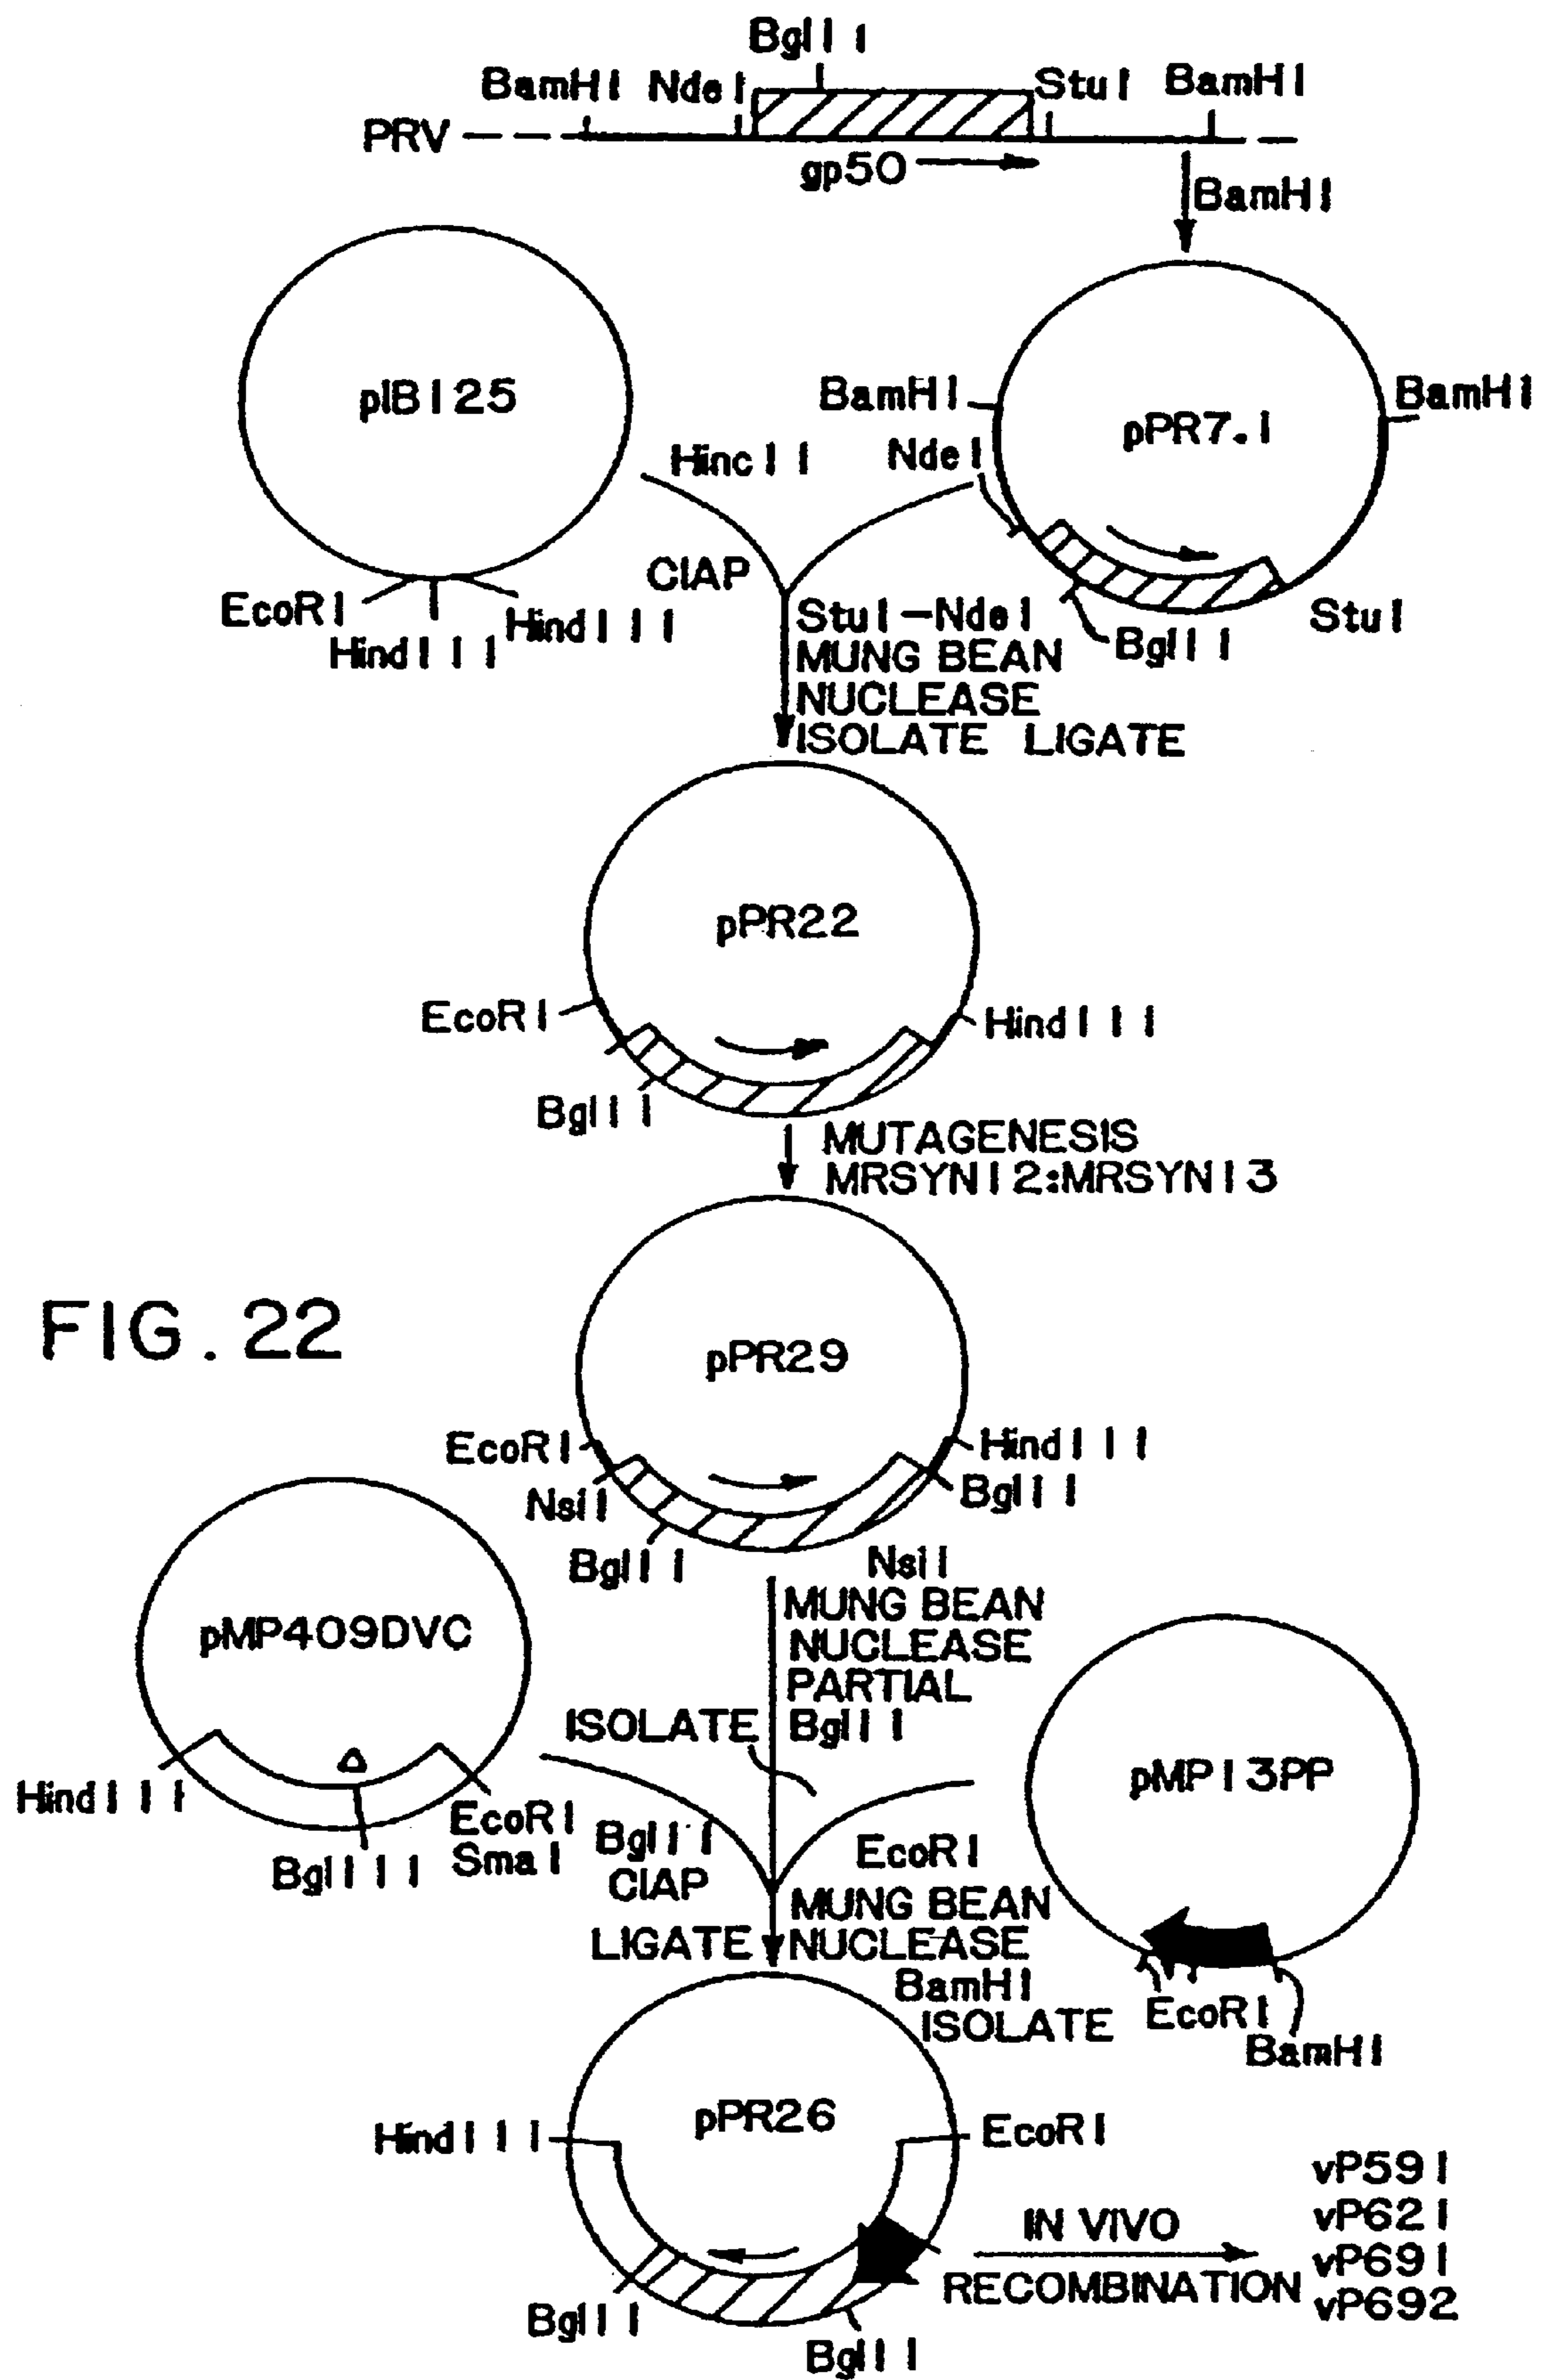 Bgl I I
BamHI NdeI StuI BamHI
PRV
gp50
BamHI
pIBI25
pPR7.1
BamHI
BamHI
HincII
NdeI
CIAP
EcoRI
HindIII
HindIII
StuI-NdeI
MUNG BEAN
NUCLEASE
ISOLATE LIGATE
BglII
StuI
pPR22
EcoRI
HindIII
BglII
MUTAGENESIS
MRSYN12:MRSYN13
FIG. 22
pPR29
EcoRI
HindIII
NsiI
BglII
BglII
NsiI
MUNG BEAN
NUCLEASE
PARTIAL
BglII
ISOLATE
pMP409DVC
HindIII
EcoRI
SmaI
BglIII
BglII
CIAP
LIGATE
pMP13PP
EcoRI
MUNG BEAN
NUCLEASE
BamHI
ISOLATE
EcoRI
BamHI
pPR26
HindIII
EcoRI
BglII
BglII
IN VIVO
RECOMBINATION
vP591
vP621
vP691
vP692